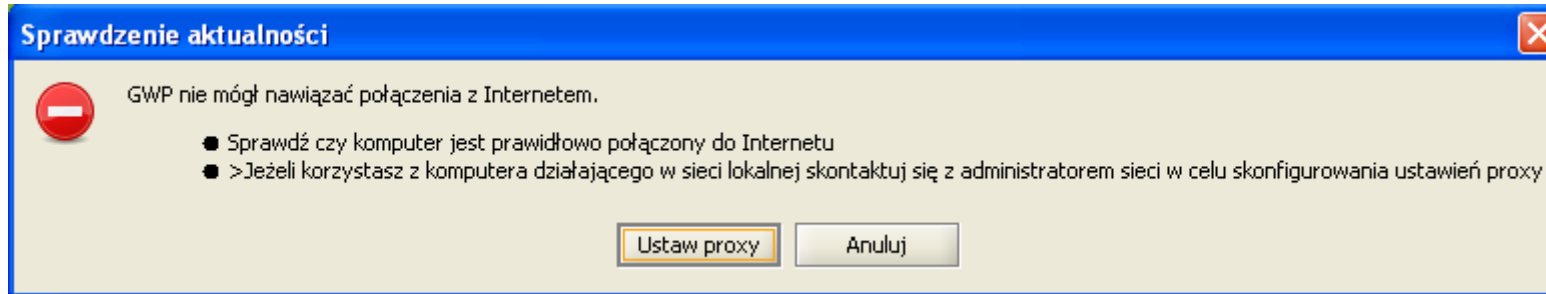 Sprawdzenie aktualności
GWP nie mógł nawiązać połączenia z Internetem.
● Sprawdź czy komputer jest prawidłowo połączony do Internetu
● >Jeżeli korzystasz z komputera działającego w sieci lokalnej skontaktuj się z administratorem sieci w celu skonfigurowania ustawień proxy
Ustaw proxy Anuluj